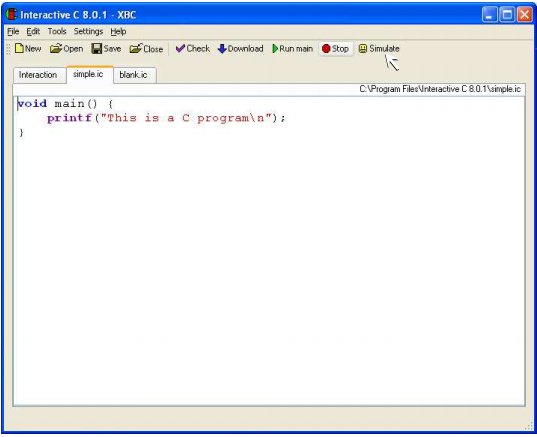 Interactive C 8.0.1 - XBC
File Edit Tools Settings Help
New Open Save Close Check Download Run main Stop Simulate
Interaction simple.ic blank.ic
C:\Program Files\Interactive C 8.0.1\simple.ic
void main() {
    printf("This is a C program\n");
}